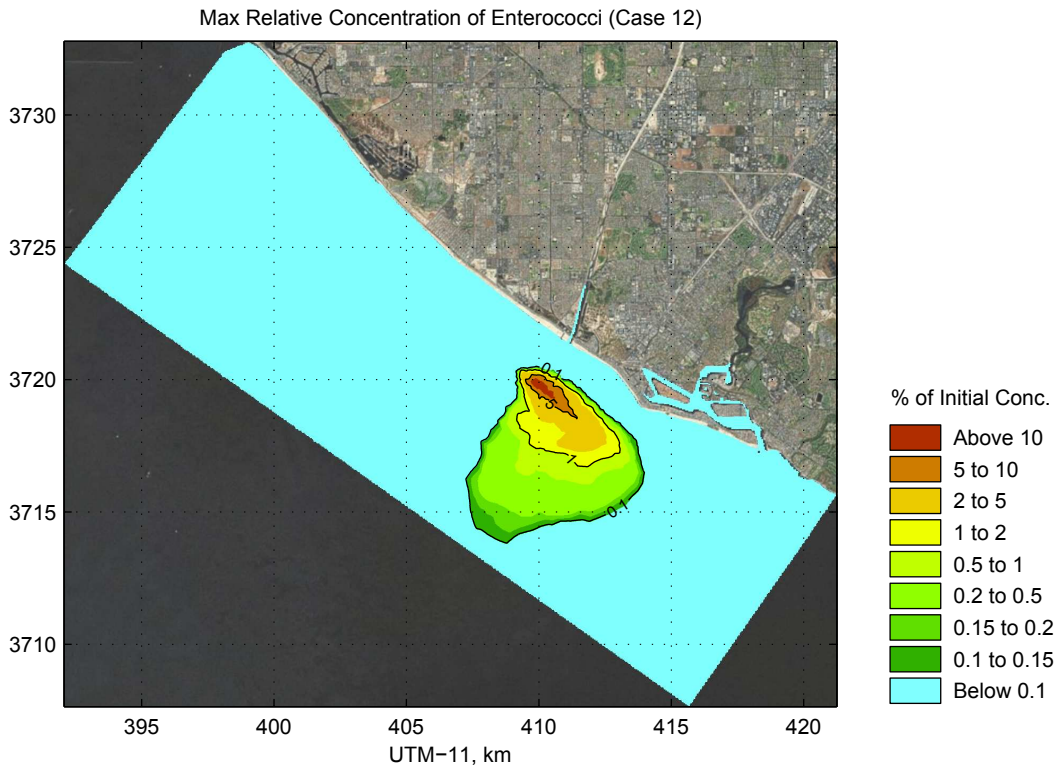 Max Relative Concentration of Enterococci (Case 12)
3730
3725
3720
3715
3710
0.1
5
1
0.1
395
400
405
410
415
420
UTM−11, km
% of Initial Conc.
Above 10
5 to 10
2 to 5
1 to 2
0.5 to 1
0.2 to 0.5
0.15 to 0.2
0.1 to 0.15
Below 0.1